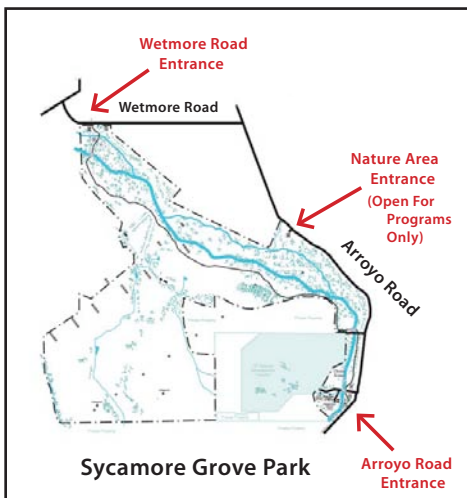 Wetmore Road
Entrance
Wetmore Road
Nature Area
Entrance
(Open For
Programs
Only)
Arroyo Road
Sycamore Grove Park
Arroyo Road
Entrance